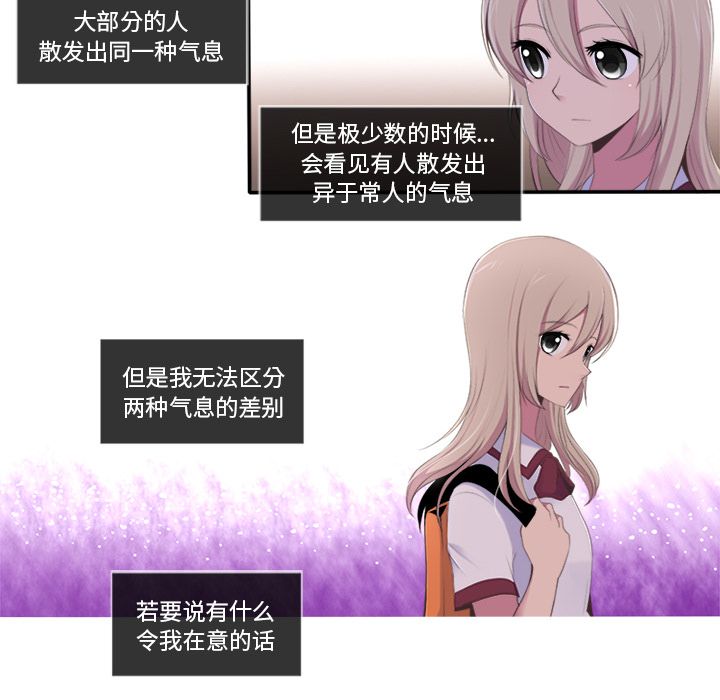 大部分的人
散发出同一种气息
但是极少数的时候...
会看见有人散发出
异于常人的气息
但是我无法区分
两种气息的差别
若要说有什么
令我在意的话